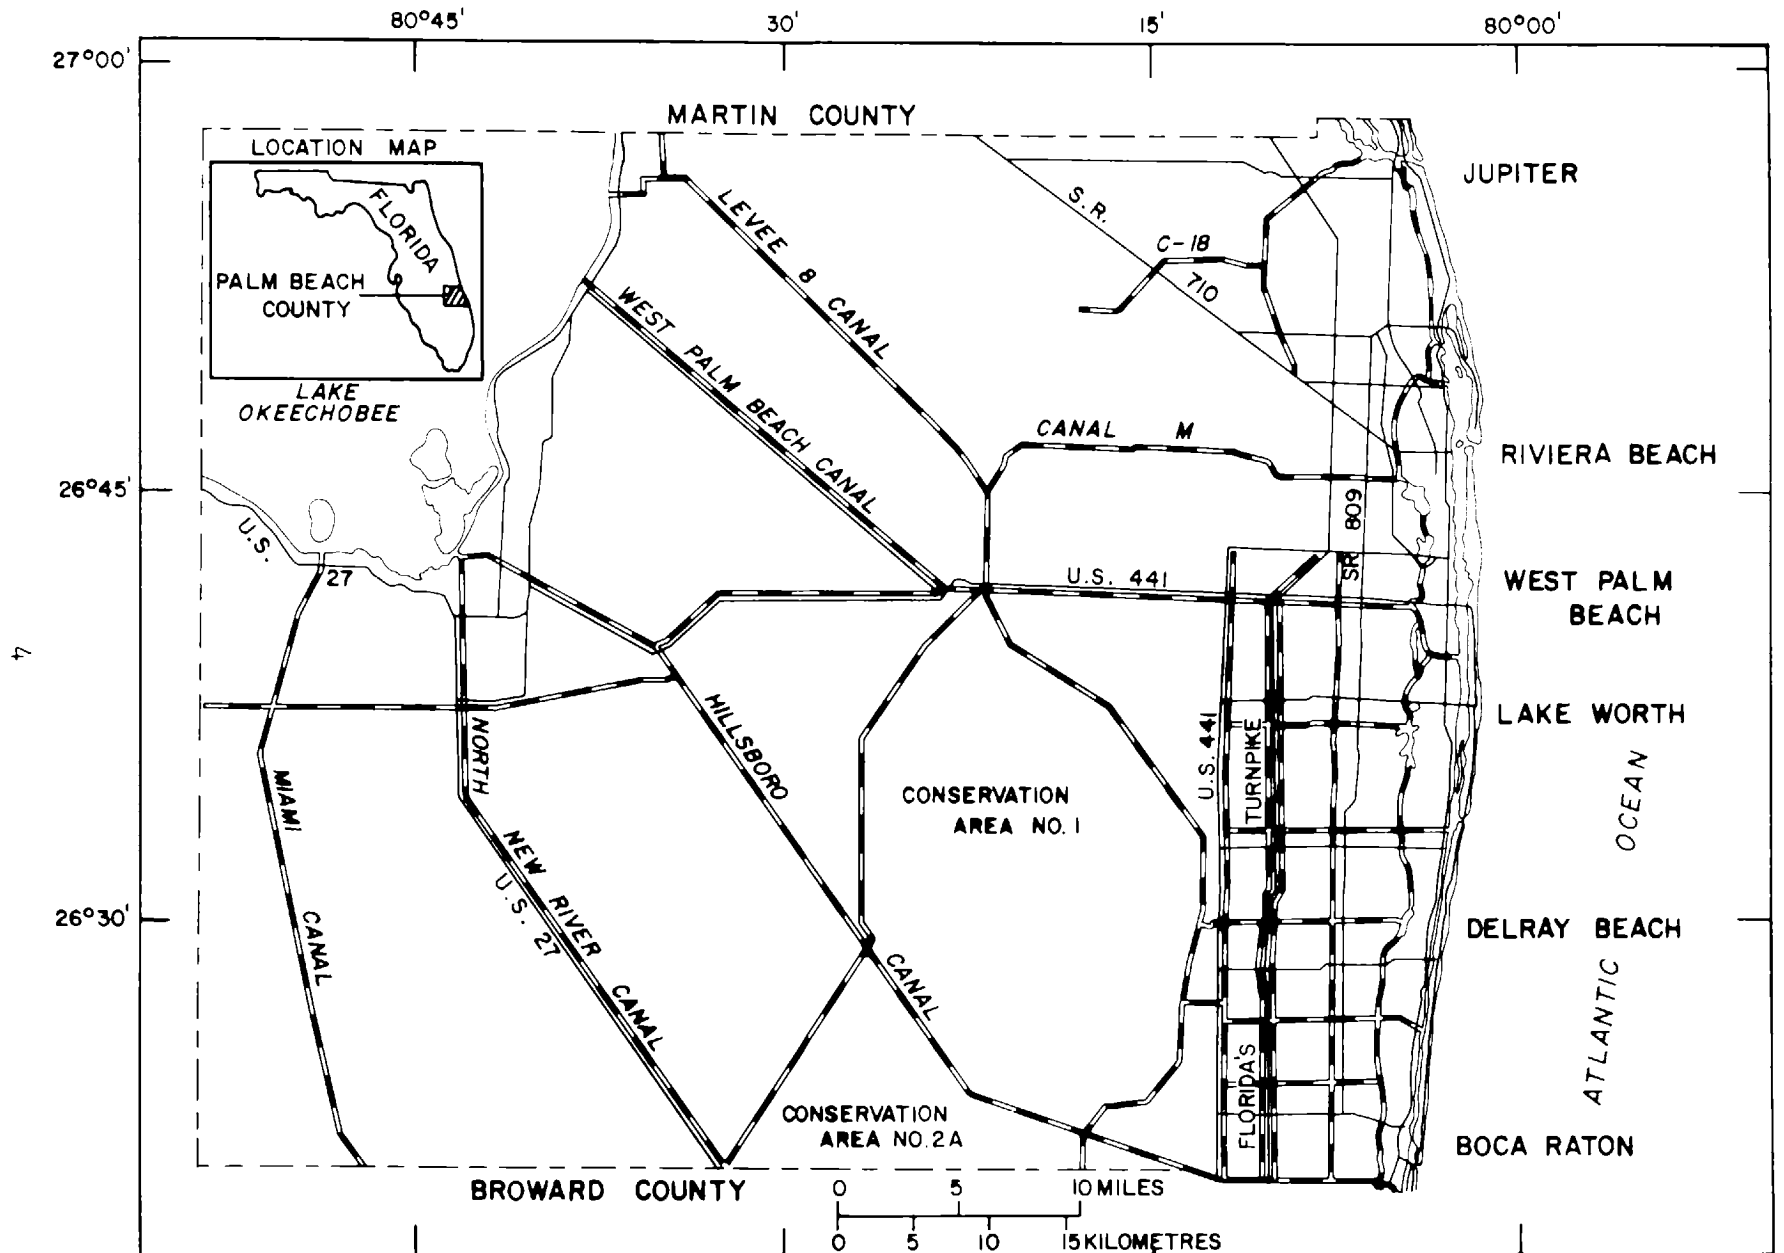 80°45' 30' 15' 80°00'
27°00'
MARTIN COUNTY
LOCATION MAP
FLORIDA
PALM BEACH
COUNTY
LAKE
OKEECHOBEE
JUPITER
S.R.
710
C-18
LEVEE 8 CANAL
WEST PALM BEACH CANAL
CANAL M
RIVIERA BEACH
26°45'
U.S.
27
SR 809
U.S. 441
WEST PALM
BEACH
4
LAKE WORTH
HILLSBORO
CANAL
NORTH
NEW RIVER
CANAL
U.S. 27
MIAMI
CANAL
CONSERVATION
AREA NO. 1
U.S. 441
TURNPIKE
FLORIDA'S
OCEAN
ATLANTIC
26°30'
DELRAY BEACH
CONSERVATION
AREA NO. 2A
BOCA RATON
BROWARD COUNTY
0 5 10 MILES
0 5 10 15 KILOMETRES